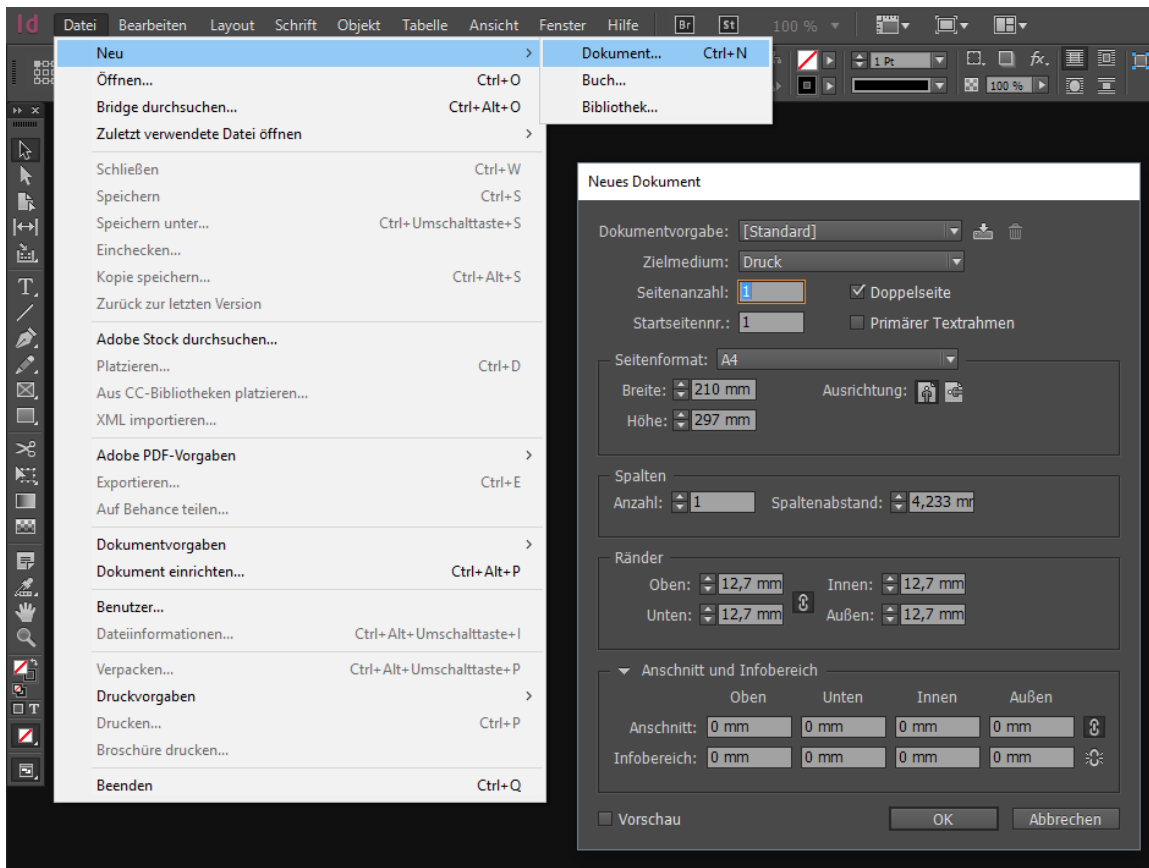 Id Datei Bearbeiten Layout Schrift Objekt Tabelle Ansicht Fenster Hilfe Br St 100 %
Neu
Öffnen... Ctrl+O
Bridge durchsuchen... Ctrl+Alt+O
Zuletzt verwendete Datei öffnen
Schließen Ctrl+W
Speichern Ctrl+S
Speichern unter... Ctrl+Umschalttaste+S
Einchecken...
Kopie speichern... Ctrl+Alt+S
Zurück zur letzten Version
Adobe Stock durchsuchen...
Platzieren... Ctrl+D
Aus CC-Bibliotheken platzieren...
XML importieren...
Adobe PDF-Vorgaben
Exportieren... Ctrl+E
Auf Behance teilen...
Dokumentvorgaben
Dokument einrichten... Ctrl+Alt+P
Benutzer...
Dateiinformationen... Ctrl+Alt+Umschalttaste+I
Verpacken... Ctrl+Alt+Umschalttaste+P
Druckvorgaben
Drucken... Ctrl+P
Broschüre drucken...
Beenden Ctrl+Q
Dokument... Ctrl+N
Buch...
Bibliothek...
1 Pt fx.
100 %
Neues Dokument
Dokumentvorgabe: [Standard]
Zielmedium: Druck
Seitenanzahl: 1 Doppelseite
Startseitennr.: 1 Primärer Textrahmen
Seitenformat: A4
Breite: 210 mm Ausrichtung:
Höhe: 297 mm
Spalten
Anzahl: 1 Spaltenabstand: 4,233 mr
Ränder
Oben: 12,7 mm Innen: 12,7 mm
Unten: 12,7 mm Außen: 12,7 mm
Anschnitt und Infobereich
Oben Unten Innen Außen
Anschnitt: 0 mm 0 mm 0 mm 0 mm
Infobereich: 0 mm 0 mm 0 mm 0 mm
Vorschau OK Abbrechen